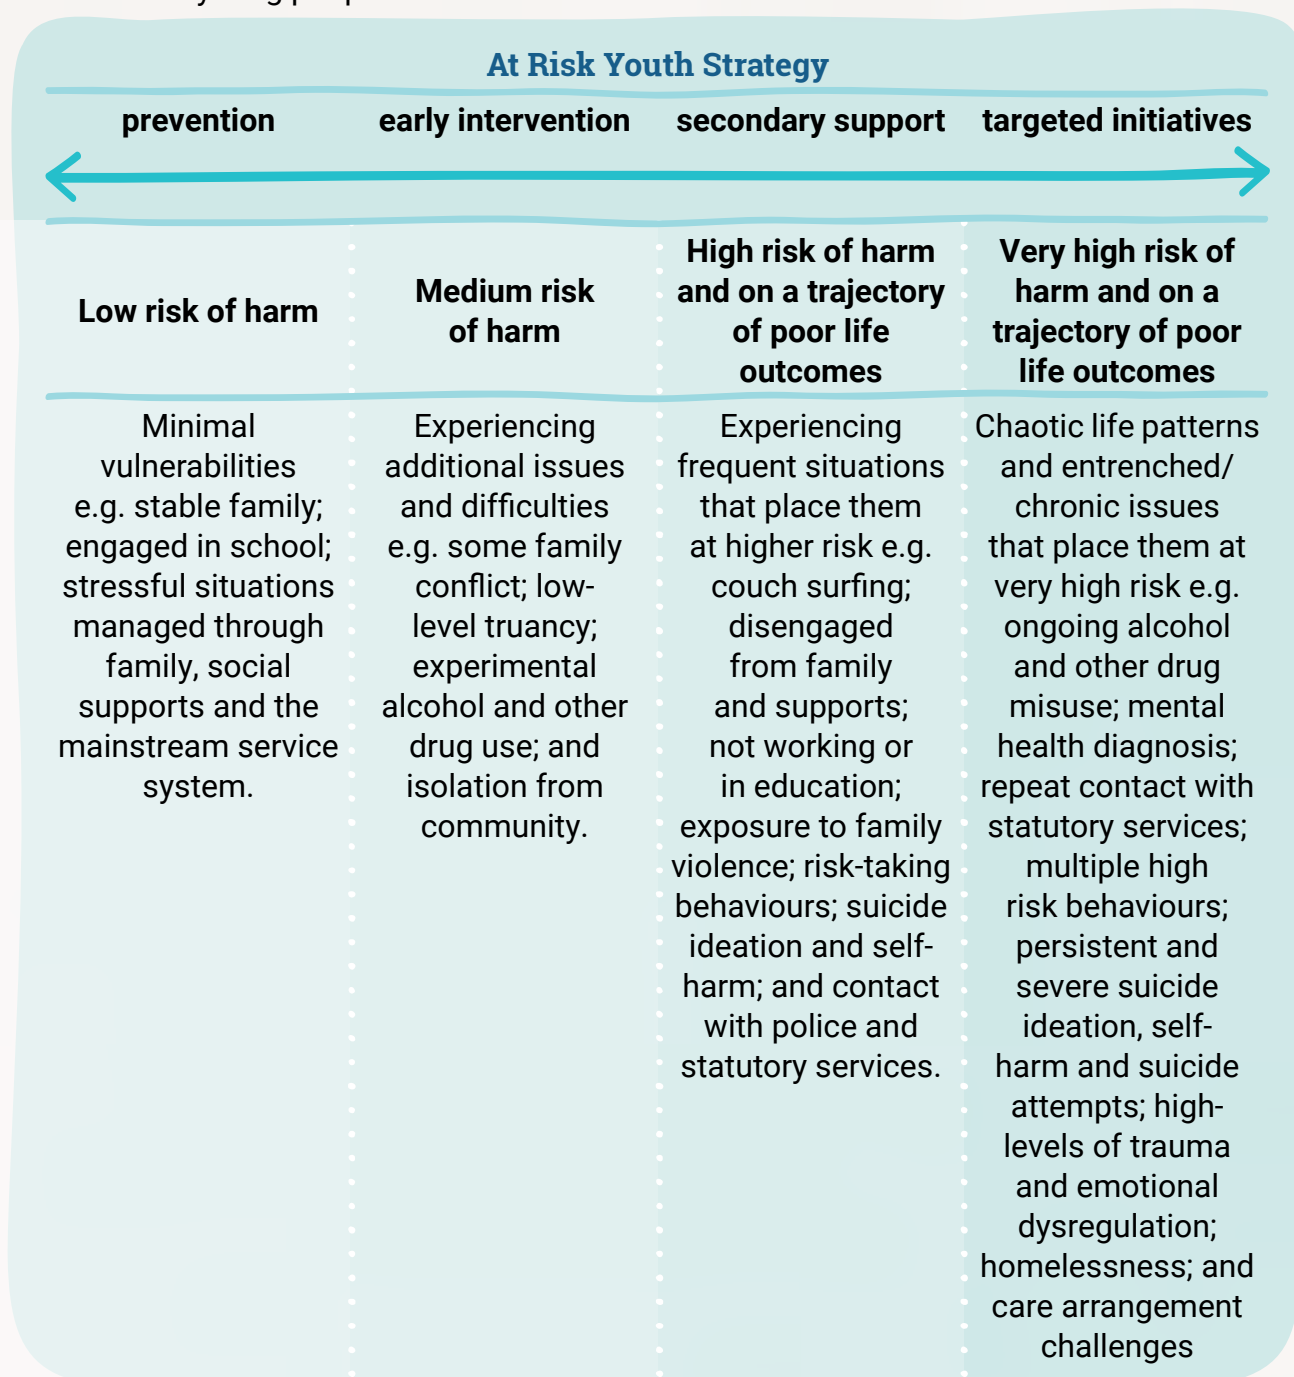 At Risk Youth Strategy
prevention
early intervention
secondary support
targeted initiatives
Low risk of harm
Medium risk
of harm
High risk of harm
and on a trajectory
of poor life
outcomes
Very high risk of
harm and on a
trajectory of poor
life outcomes
Minimal
vulnerabilities
e.g. stable family;
engaged in school;
stressful situations
managed through
family, social
supports and the
mainstream service
system.
Experiencing
additional issues
and difficulties
e.g. some family
conflict; low-
level truancy;
experimental
alcohol and other
drug use; and
isolation from
community.
Experiencing
frequent situations
that place them
at higher risk e.g.
couch surfing;
disengaged
from family
and supports;
not working or
in education;
exposure to family
violence; risk-taking
behaviours; suicide
ideation and self-
harm; and contact
with police and
statutory services.
Chaotic life patterns
and entrenched/
chronic issues
that place them at
very high risk e.g.
ongoing alcohol
and other drug
misuse; mental
health diagnosis;
repeat contact with
statutory services;
multiple high
risk behaviours;
persistent and
severe suicide
ideation, self-
harm and suicide
attempts; high-
levels of trauma
and emotional
dysregulation;
homelessness; and
care arrangement
challenges